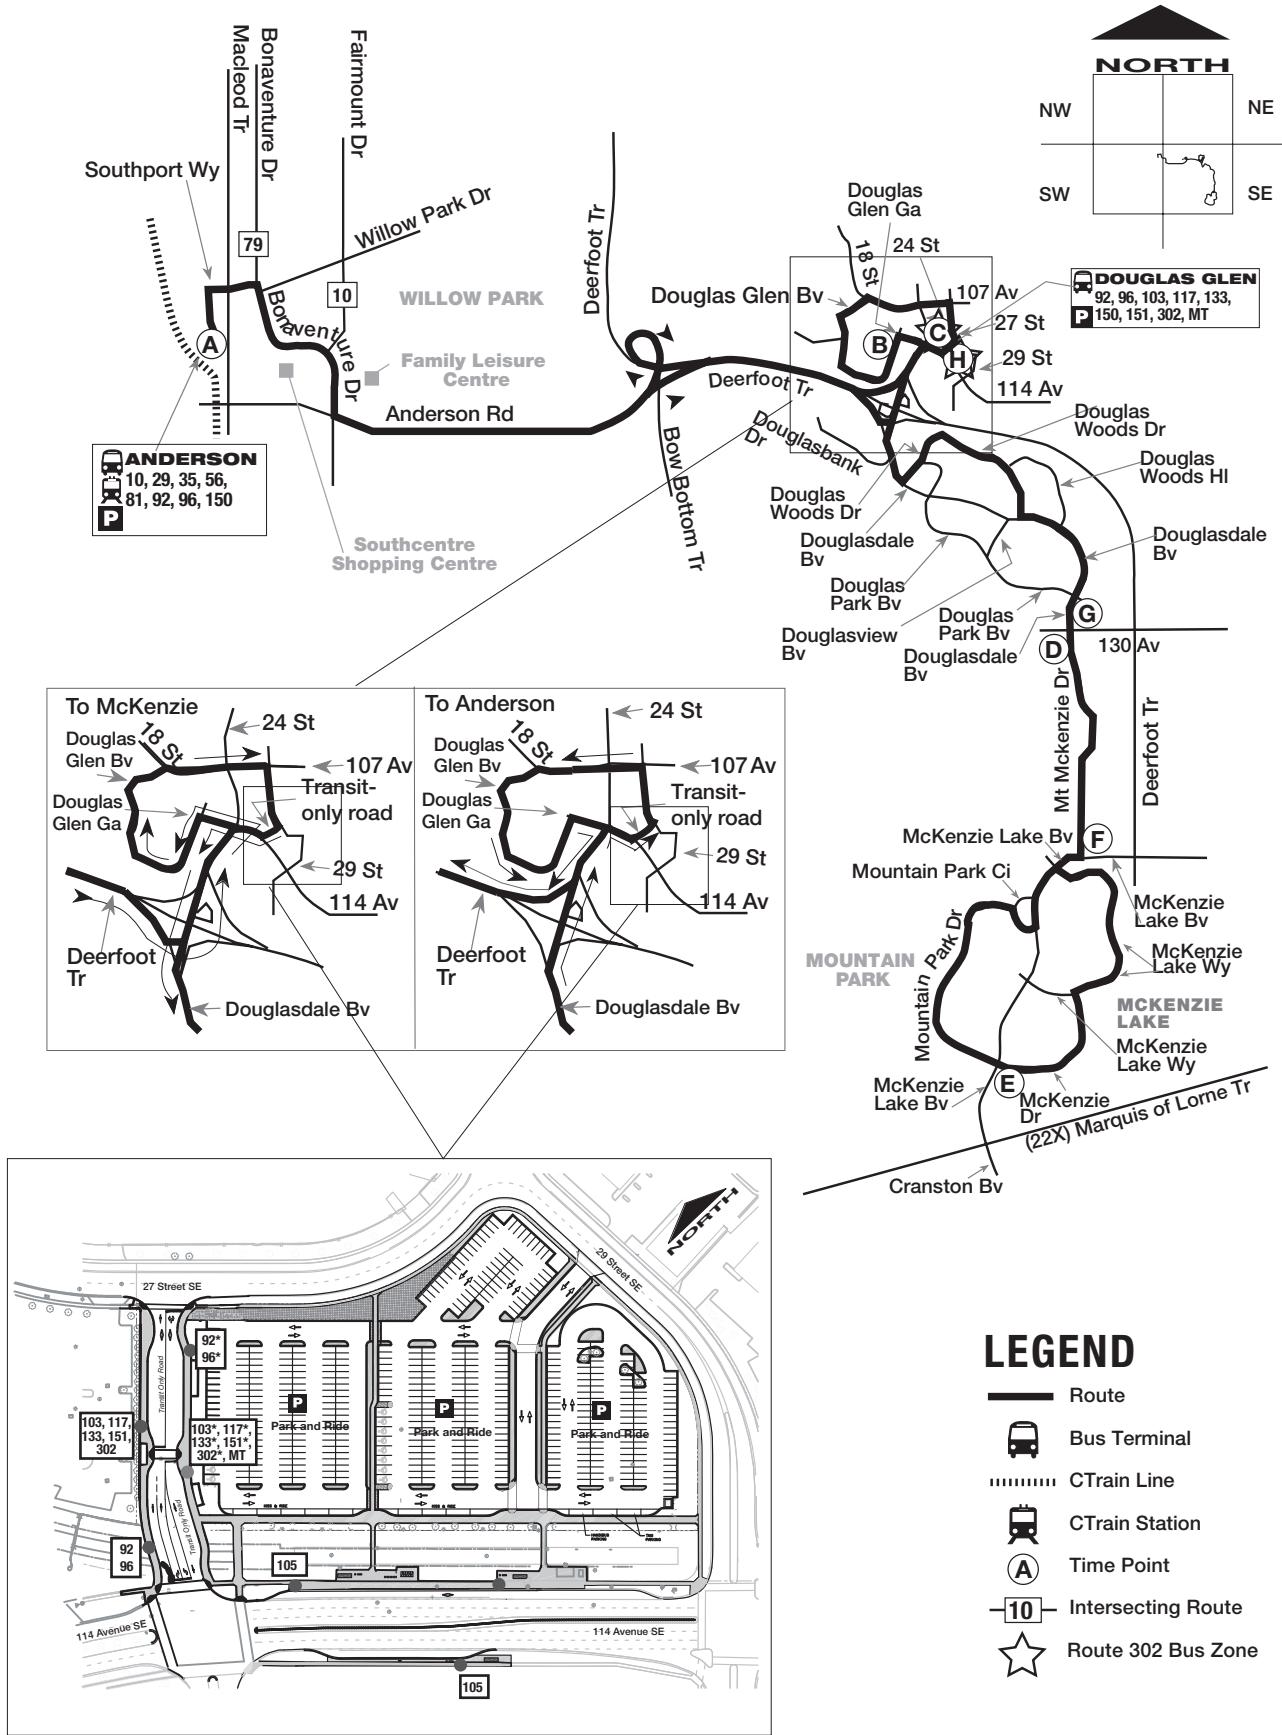 NORTH
NW
NE
SW
SE
Macleod Tr
Bonaventure Dr
Fairmount Dr
Southport Wy
Willow Park Dr
79
10
Bonaventure Dr
WILLOW PARK
Family Leisure
Centre
A
Anderson Rd
ANDERSON
10, 29, 35, 56,
81, 92, 96, 150
P
Southcentre
Shopping Centre
Deerfoot Tr
Bow Bottom Tr
Deerfoot Tr
Douglas
Glen Ga
18 St
24 St
Douglas Glen Bv
107 Av
DOUGLAS GLEN
92, 96, 103, 117, 133,
150, 151, 302, MT
P
27 St
B
C
H
29 St
114 Av
Douglasbank
Dr
Douglas
Woods Dr
Douglas
Woods Hl
Douglas
Woods Dr
Douglasdale
Bv
Douglasdale
Bv
Douglas
Park Bv
Douglas
Park Bv
Douglasview
Bv
Douglasdale
Bv
G
D
130 Av
Mt Mckenzie Dr
Deerfoot Tr
McKenzie Lake Bv
F
Mountain Park Ci
McKenzie
Lake Bv
Mountain Park Dr
MOUNTAIN
PARK
McKenzie
Lake Wy
MCKENZIE
LAKE
McKenzie
Lake Wy
E
McKenzie
Lake Bv
McKenzie
Dr
(22X) Marquis of Lorne Tr
Cranston Bv
To McKenzie
18 St
24 St
Douglas
Glen Bv
107 Av
Transit-
only road
Douglas
Glen Ga
29 St
114 Av
Deerfoot
Tr
Douglasdale Bv
To Anderson
18 St
24 St
Douglas
Glen Bv
107 Av
Transit-
only road
Douglas
Glen Ga
29 St
114 Av
Deerfoot
Tr
Douglasdale Bv
NORTH
27 Street SE
29 Street SE
92*
96*
Transit Only Road
103, 117,
133, 151,
302
103*, 117*,
133*, 151*,
302*, MT
P
Park and Ride
P
Park and Ride
P
Park and Ride
Transit Only Road
92
96
105
114 Avenue SE
114 Avenue SE
105
LEGEND
Route
Bus Terminal
CTrain Line
CTrain Station
A
Time Point
10
Intersecting Route
Route 302 Bus Zone